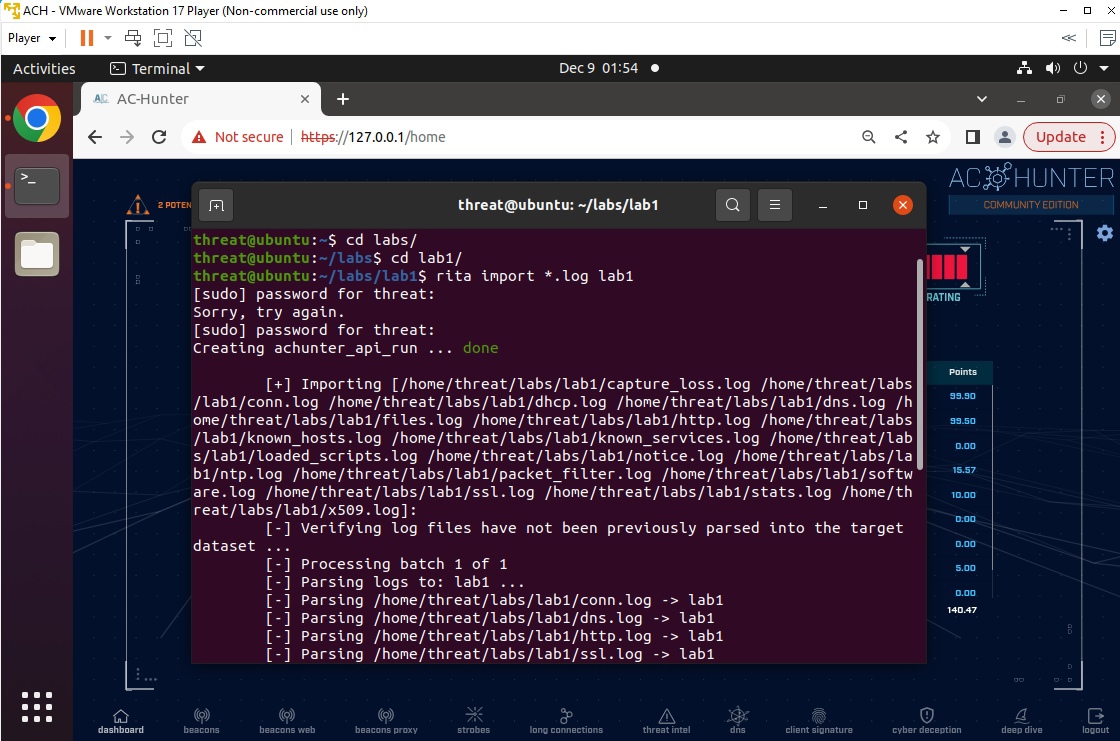 ACH - VMware Workstation 17 Player (Non-commercial use only)
Player
Activities
Terminal
Dec 9 01:54
AC-Hunter
Not secure
https://127.0.0.1/home
Update
AC HUNTER
COMMUNITY EDITION
2 POTEN
threat@ubuntu: ~/labs/lab1
threat@ubuntu:~$ cd labs/
threat@ubuntu:~/labs$ cd lab1/
threat@ubuntu:~/labs/lab1$ rita import *.log lab1
[sudo] password for threat:
Sorry, try again.
[sudo] password for threat:
Creating achunter_api_run ... done
[+] Importing [/home/threat/labs/lab1/capture_loss.log /home/threat/labs
/lab1/conn.log /home/threat/labs/lab1/dhcp.log /home/threat/labs/lab1/dns.log /h
ome/threat/labs/lab1/files.log /home/threat/labs/lab1/http.log /home/threat/labs
/lab1/known_hosts.log /home/threat/labs/lab1/known_services.log /home/threat/lab
s/lab1/loaded_scripts.log /home/threat/labs/lab1/notice.log /home/threat/labs/la
b1/ntp.log /home/threat/labs/lab1/packet_filter.log /home/threat/labs/lab1/softw
are.log /home/threat/labs/lab1/ssl.log /home/threat/labs/lab1/stats.log /home/th
reat/labs/lab1/x509.log]:
[-] Verifying log files have not been previously parsed into the target
dataset ...
[-] Processing batch 1 of 1
[-] Parsing logs to: lab1 ...
[-] Parsing /home/threat/labs/lab1/conn.log -> lab1
[-] Parsing /home/threat/labs/lab1/dns.log -> lab1
[-] Parsing /home/threat/labs/lab1/http.log -> lab1
[-] Parsing /home/threat/labs/lab1/ssl.log -> lab1
RATING
Points
99.90
99.50
0.00
15.57
10.00
0.00
0.00
5.00
0.00
140.47
dashboard
beacons
beacons web
beacons proxy
strobes
long connections
threat intel
dns
client signature
cyber deception
deep dive
logout